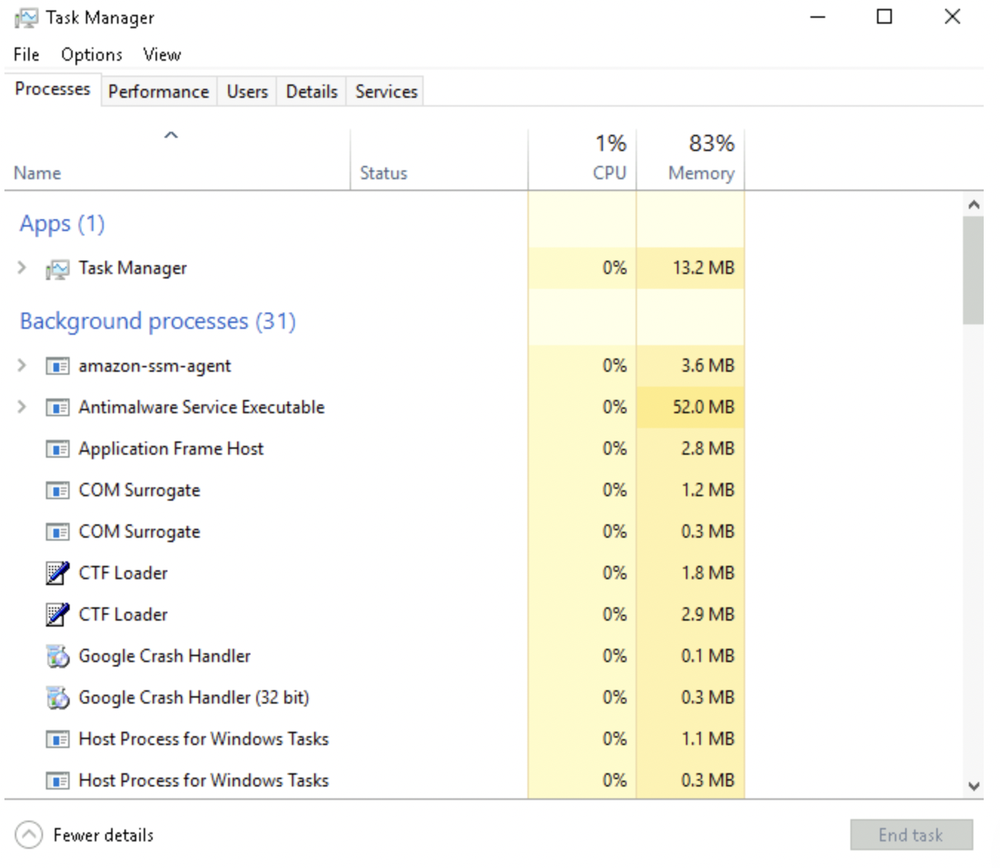 Task Manager
File Options View
Processes Performance Users Details Services
1% 83%
Name Status CPU Memory
Apps (1)
Task Manager 0% 13.2 MB
Background processes (31)
amazon-ssm-agent 0% 3.6 MB
Antimalware Service Executable 0% 52.0 MB
Application Frame Host 0% 2.8 MB
COM Surrogate 0% 1.2 MB
COM Surrogate 0% 0.3 MB
CTF Loader 0% 1.8 MB
CTF Loader 0% 2.9 MB
Google Crash Handler 0% 0.1 MB
Google Crash Handler (32 bit) 0% 0.3 MB
Host Process for Windows Tasks 0% 1.1 MB
Host Process for Windows Tasks 0% 0.3 MB
Fewer details End task